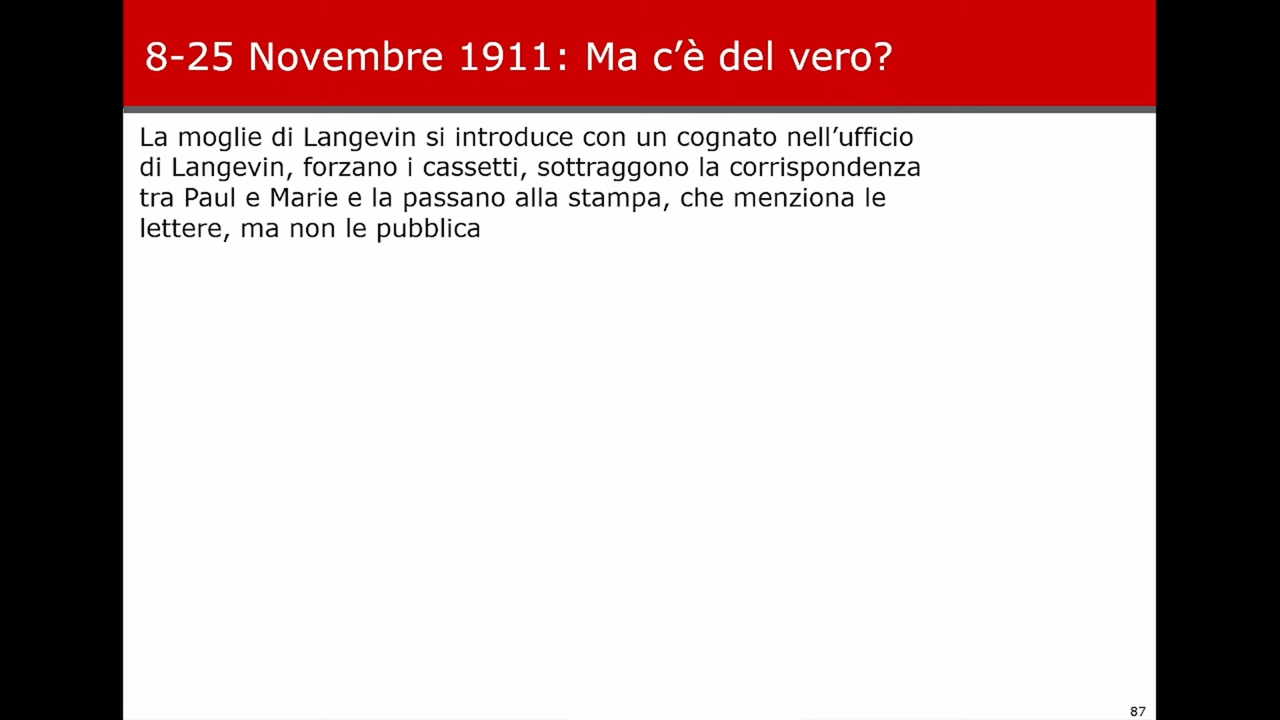 8-25 Novembre 1911: Ma c’è del vero?
La moglie di Langevin si introduce con un cognato nell’ufficio
di Langevin, forzano i cassetti, sottraggono la corrispondenza
tra Paul e Marie e la passano alla stampa, che menziona le
lettere, ma non le pubblica
87